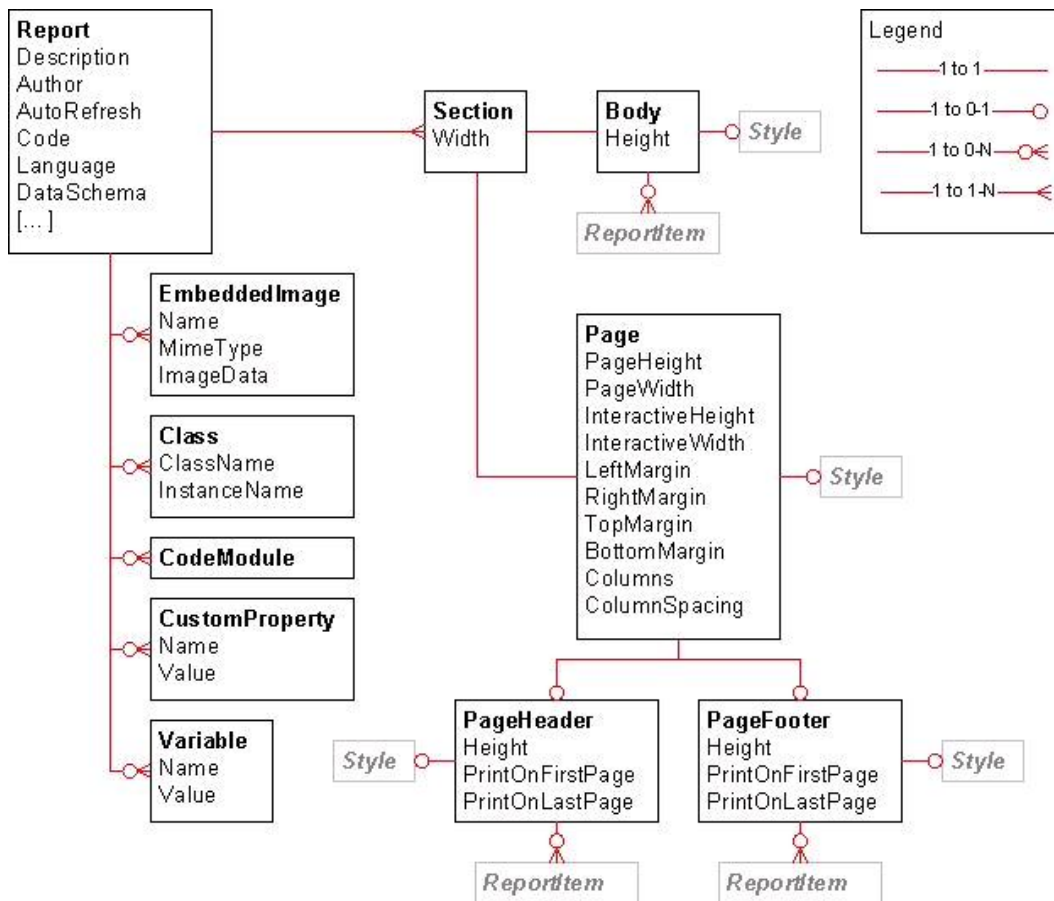 Report
Description
Author
AutoRefresh
Code
Language
DataSchema
[... ]
Section
Width
Body
Height
Style
ReportItem
Legend
1 to 1
1 to 0-1
1 to 0-N
1 to 1-N
EmbeddedImage
Name
MimeType
ImageData
Class
ClassName
InstanceName
CodeModule
CustomProperty
Name
Value
Variable
Name
Value
Page
PageHeight
PageWidth
InteractiveHeight
InteractiveWidth
LeftMargin
RightMargin
TopMargin
BottomMargin
Columns
ColumnSpacing
Style
Style
PageHeader
Height
PrintOnFirstPage
PrintOnLastPage
ReportItem
PageFooter
Height
PrintOnFirstPage
PrintOnLastPage
Style
ReportItem